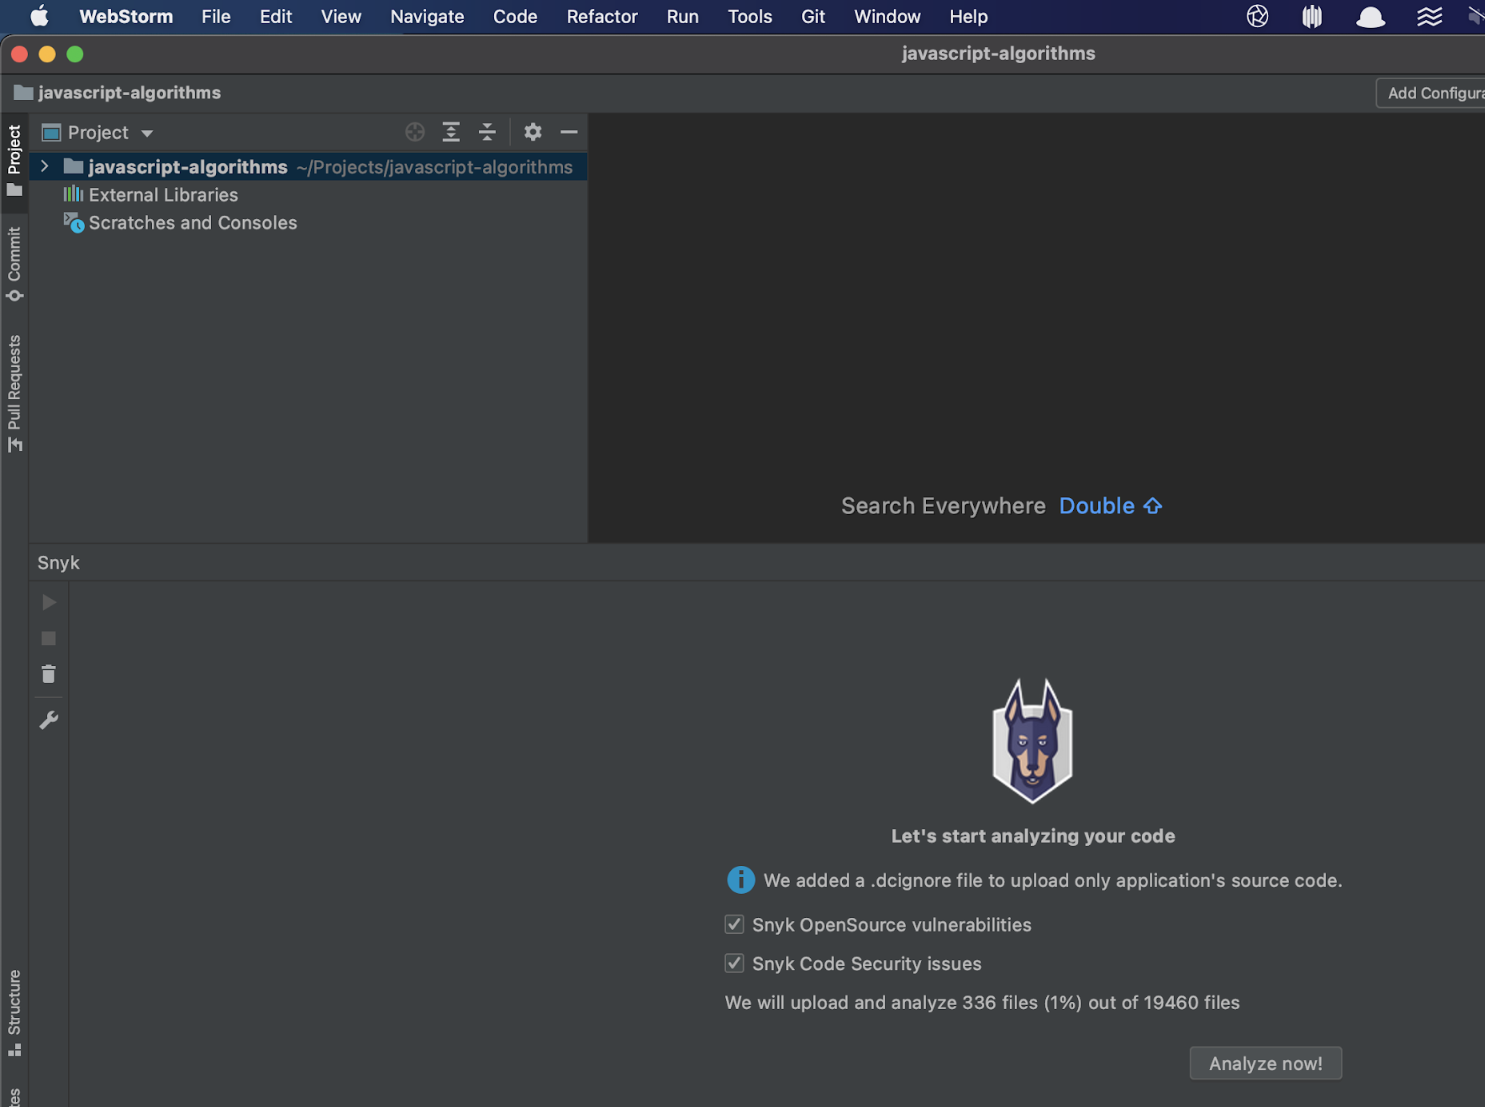 WebStorm File Edit View Navigate Code Refactor Run Tools Git Window Help
javascript-algorithms
javascript-algorithms
Add Configura
Project
Project
javascript-algorithms ~/Projects/javascript-algorithms
External Libraries
Scratches and Consoles
Commit
Pull Requests
Search Everywhere Double
Snyk
Let's start analyzing your code
We added a .dcignore file to upload only application's source code.
Snyk OpenSource vulnerabilities
Snyk Code Security issues
We will upload and analyze 336 files (1%) out of 19460 files
Analyze now!
Structure
tes